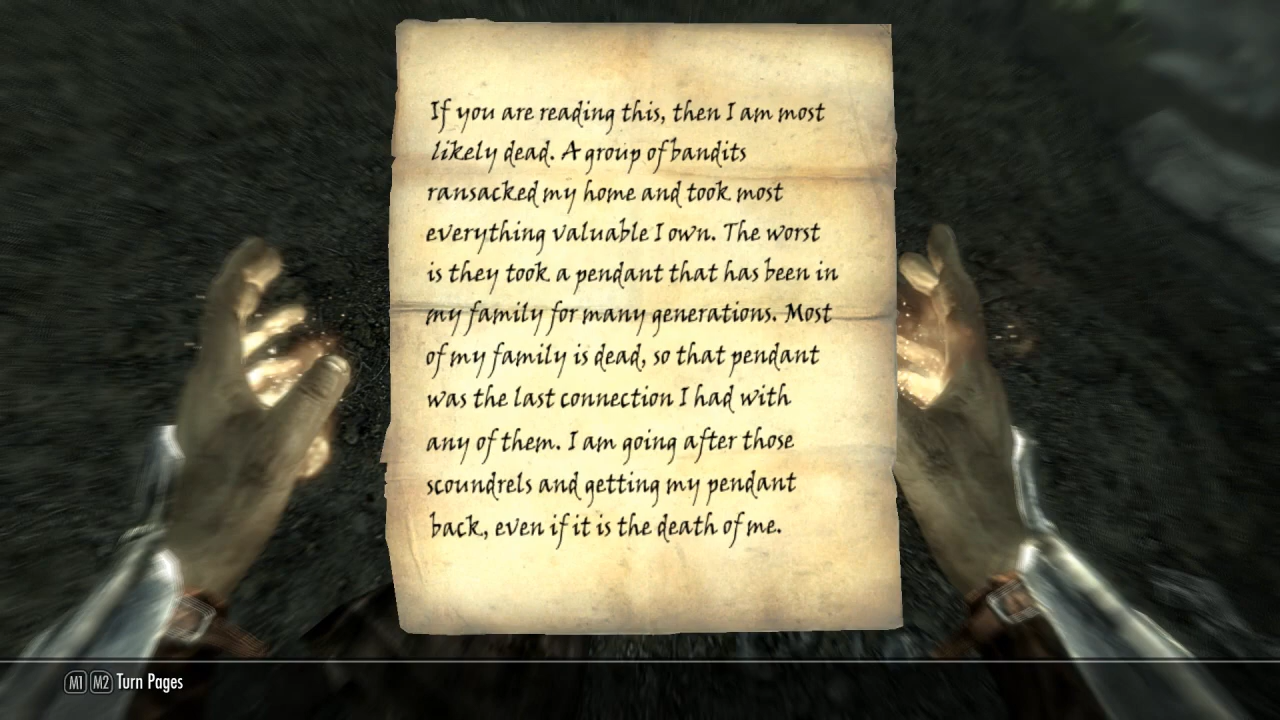 If you are reading this, then I am most
likely dead. A group of bandits
ransacked my home and took most
everything valuable I own. The worst
is they took a pendant that has been in
my family for many generations. Most
of my family is dead, so that pendant
was the last connection I had with
any of them. I am going after those
scoundrels and getting my pendant
back, even if it is the death of me.
M1 M2 Turn Pages